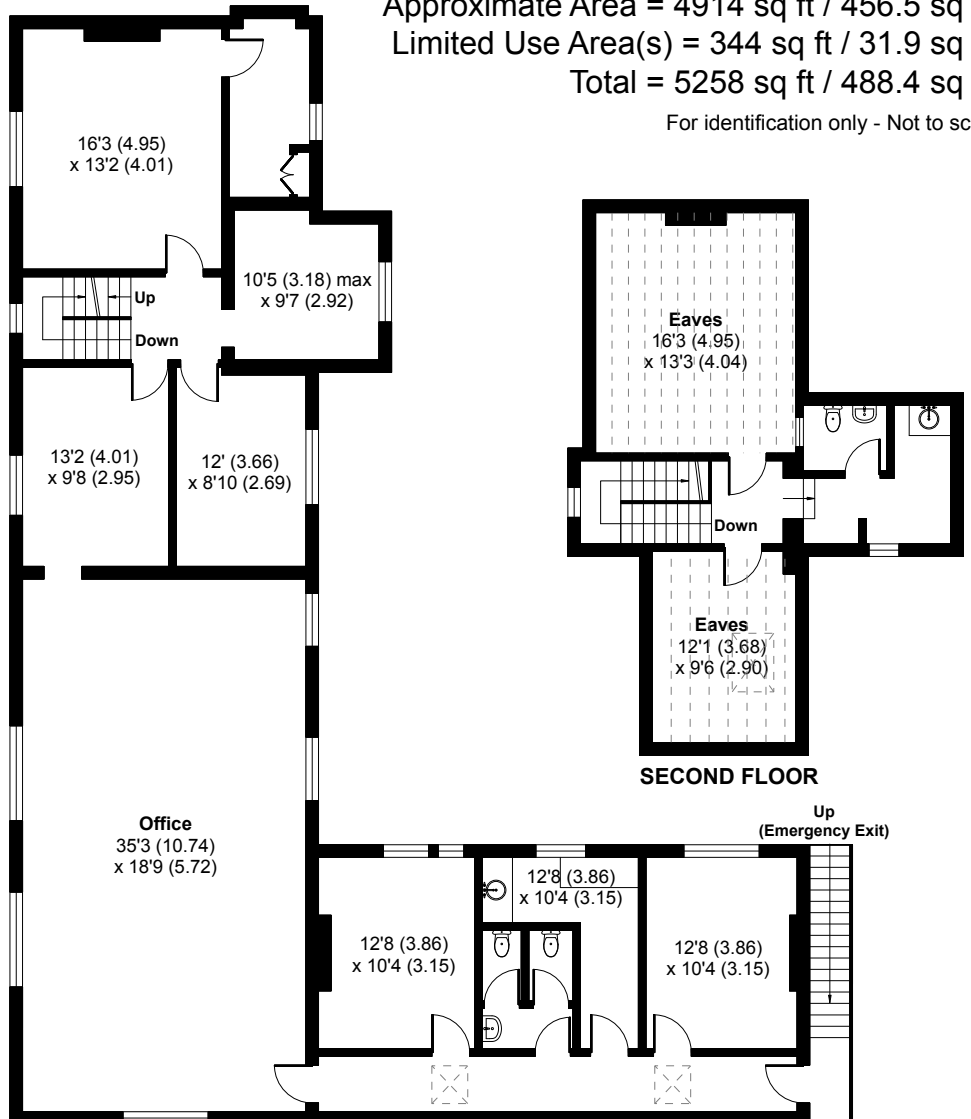 Approximate Area = 4914 sq ft / 456.5 sq
Limited Use Area(s) = 344 sq ft / 31.9 sq
Total = 5258 sq ft / 488.4 sq
For identification only - Not to sc
16'3 (4.95)
x 13'2 (4.01)
10'5 (3.18) max
x 9'7 (2.92)
Up
Down
13'2 (4.01)
x 9'8 (2.95)
12' (3.66)
x 8'10 (2.69)
Eaves
16'3 (4.95)
x 13'3 (4.04)
Down
Eaves
12'1 (3.68)
x 9'6 (2.90)
SECOND FLOOR
Office
35'3 (10.74)
x 18'9 (5.72)
Up
(Emergency Exit)
12'8 (3.86)
x 10'4 (3.15)
12'8 (3.86)
x 10'4 (3.15)
12'8 (3.86)
x 10'4 (3.15)